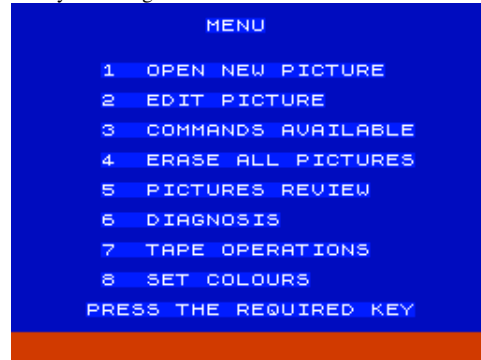 MENU
1 OPEN NEW PICTURE
2 EDIT PICTURE
3 COMMANDS AVAILABLE
4 ERASE ALL PICTURES
5 PICTURES REVIEW
6 DIAGNOSIS
7 TAPE OPERATIONS
8 SET COLOURS
PRESS THE REQUIRED KEY